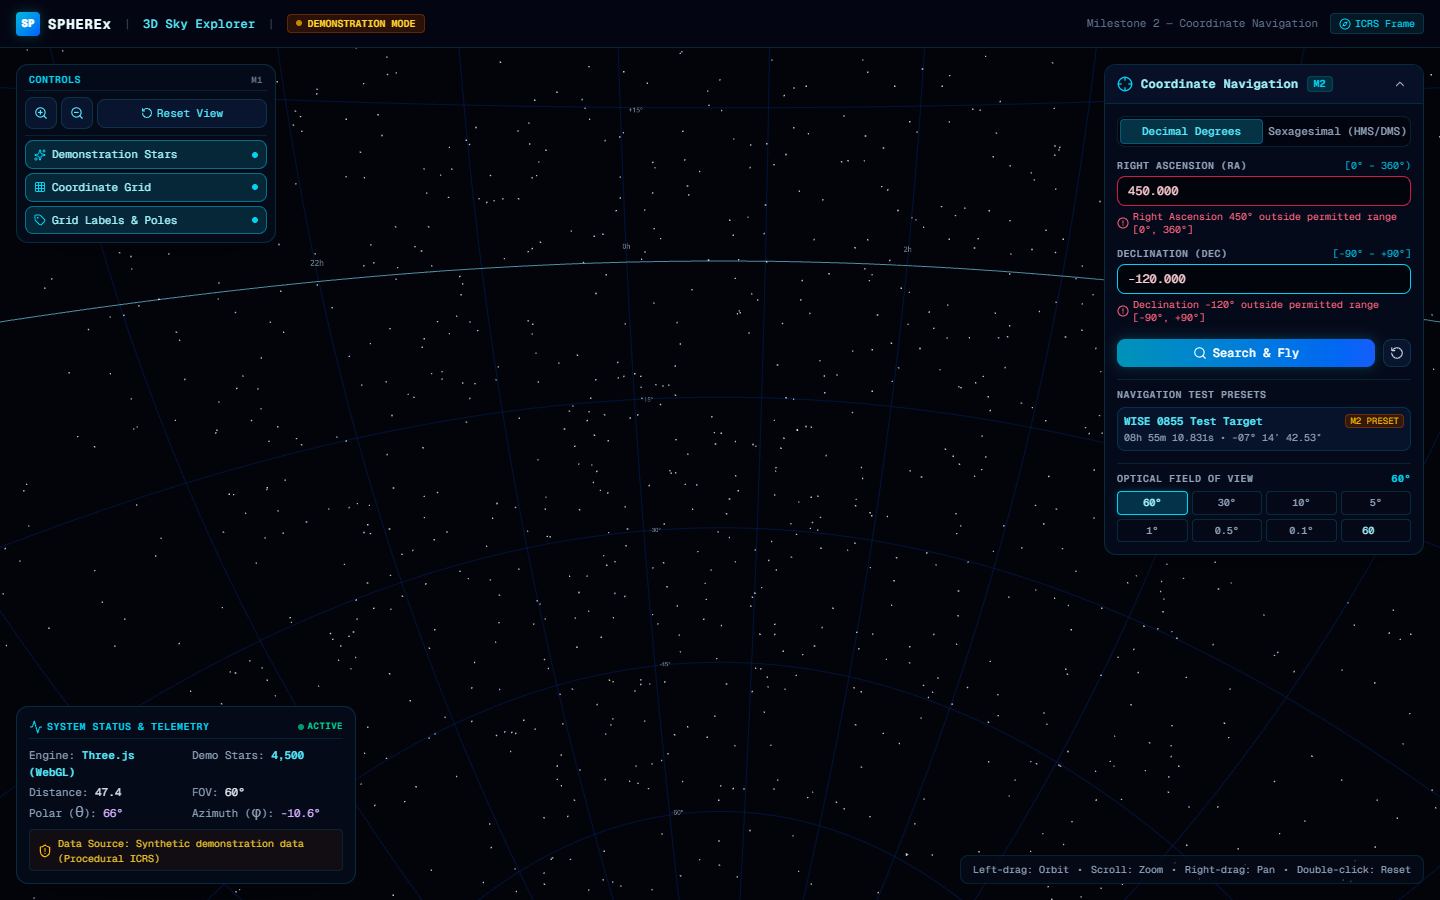 SP SPHEREx | 3D Sky Explorer | DEMONSTRATION MODE
Milestone 2 — Coordinate Navigation ICRS Frame
CONTROLS M1
Reset View
Demonstration Stars
Coordinate Grid
Grid Labels & Poles
+15°
0h
2h
22h
-15°
-30°
-45°
-60°
Coordinate Navigation M2
Decimal Degrees Sexagesimal (HMS/DMS)
RIGHT ASCENSION (RA) [0° – 360°)
450.000
Right Ascension 450° outside permitted range
[0°, 360°]
DECLINATION (DEC) [-90° – +90°]
-120.000
Declination -120° outside permitted range
[-90°, +90°]
Search & Fly
NAVIGATION TEST PRESETS
WISE 0855 Test Target M2 PRESET
08h 55m 10.831s • -07° 14′ 42.53″
OPTICAL FIELD OF VIEW 60°
60° 30° 10° 5°
1° 0.5° 0.1° 60
SYSTEM STATUS & TELEMETRY ACTIVE
Engine: Three.js Demo Stars: 4,500
(WebGL)
Distance: 47.4 FOV: 60°
Polar (θ): 66° Azimuth (φ): -10.6°
Data Source: Synthetic demonstration data
(Procedural ICRS)
Left-drag: Orbit • Scroll: Zoom • Right-drag: Pan • Double-click: Reset